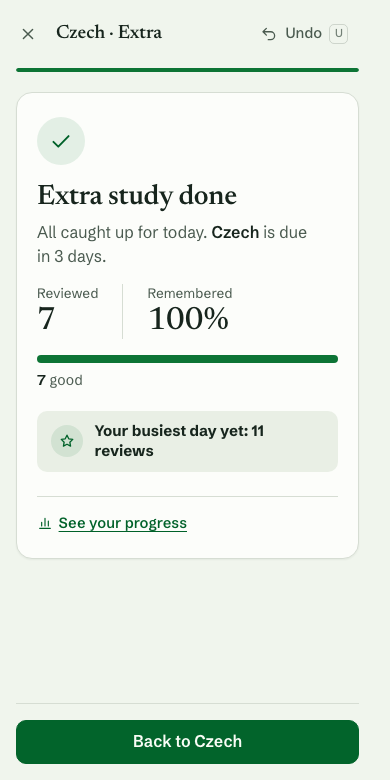 Czech · Extra
Undo U
Extra study done
All caught up for today. Czech is due
in 3 days.
Reviewed
7
Remembered
100%
7 good
Your busiest day yet: 11
reviews
See your progress
Back to Czech